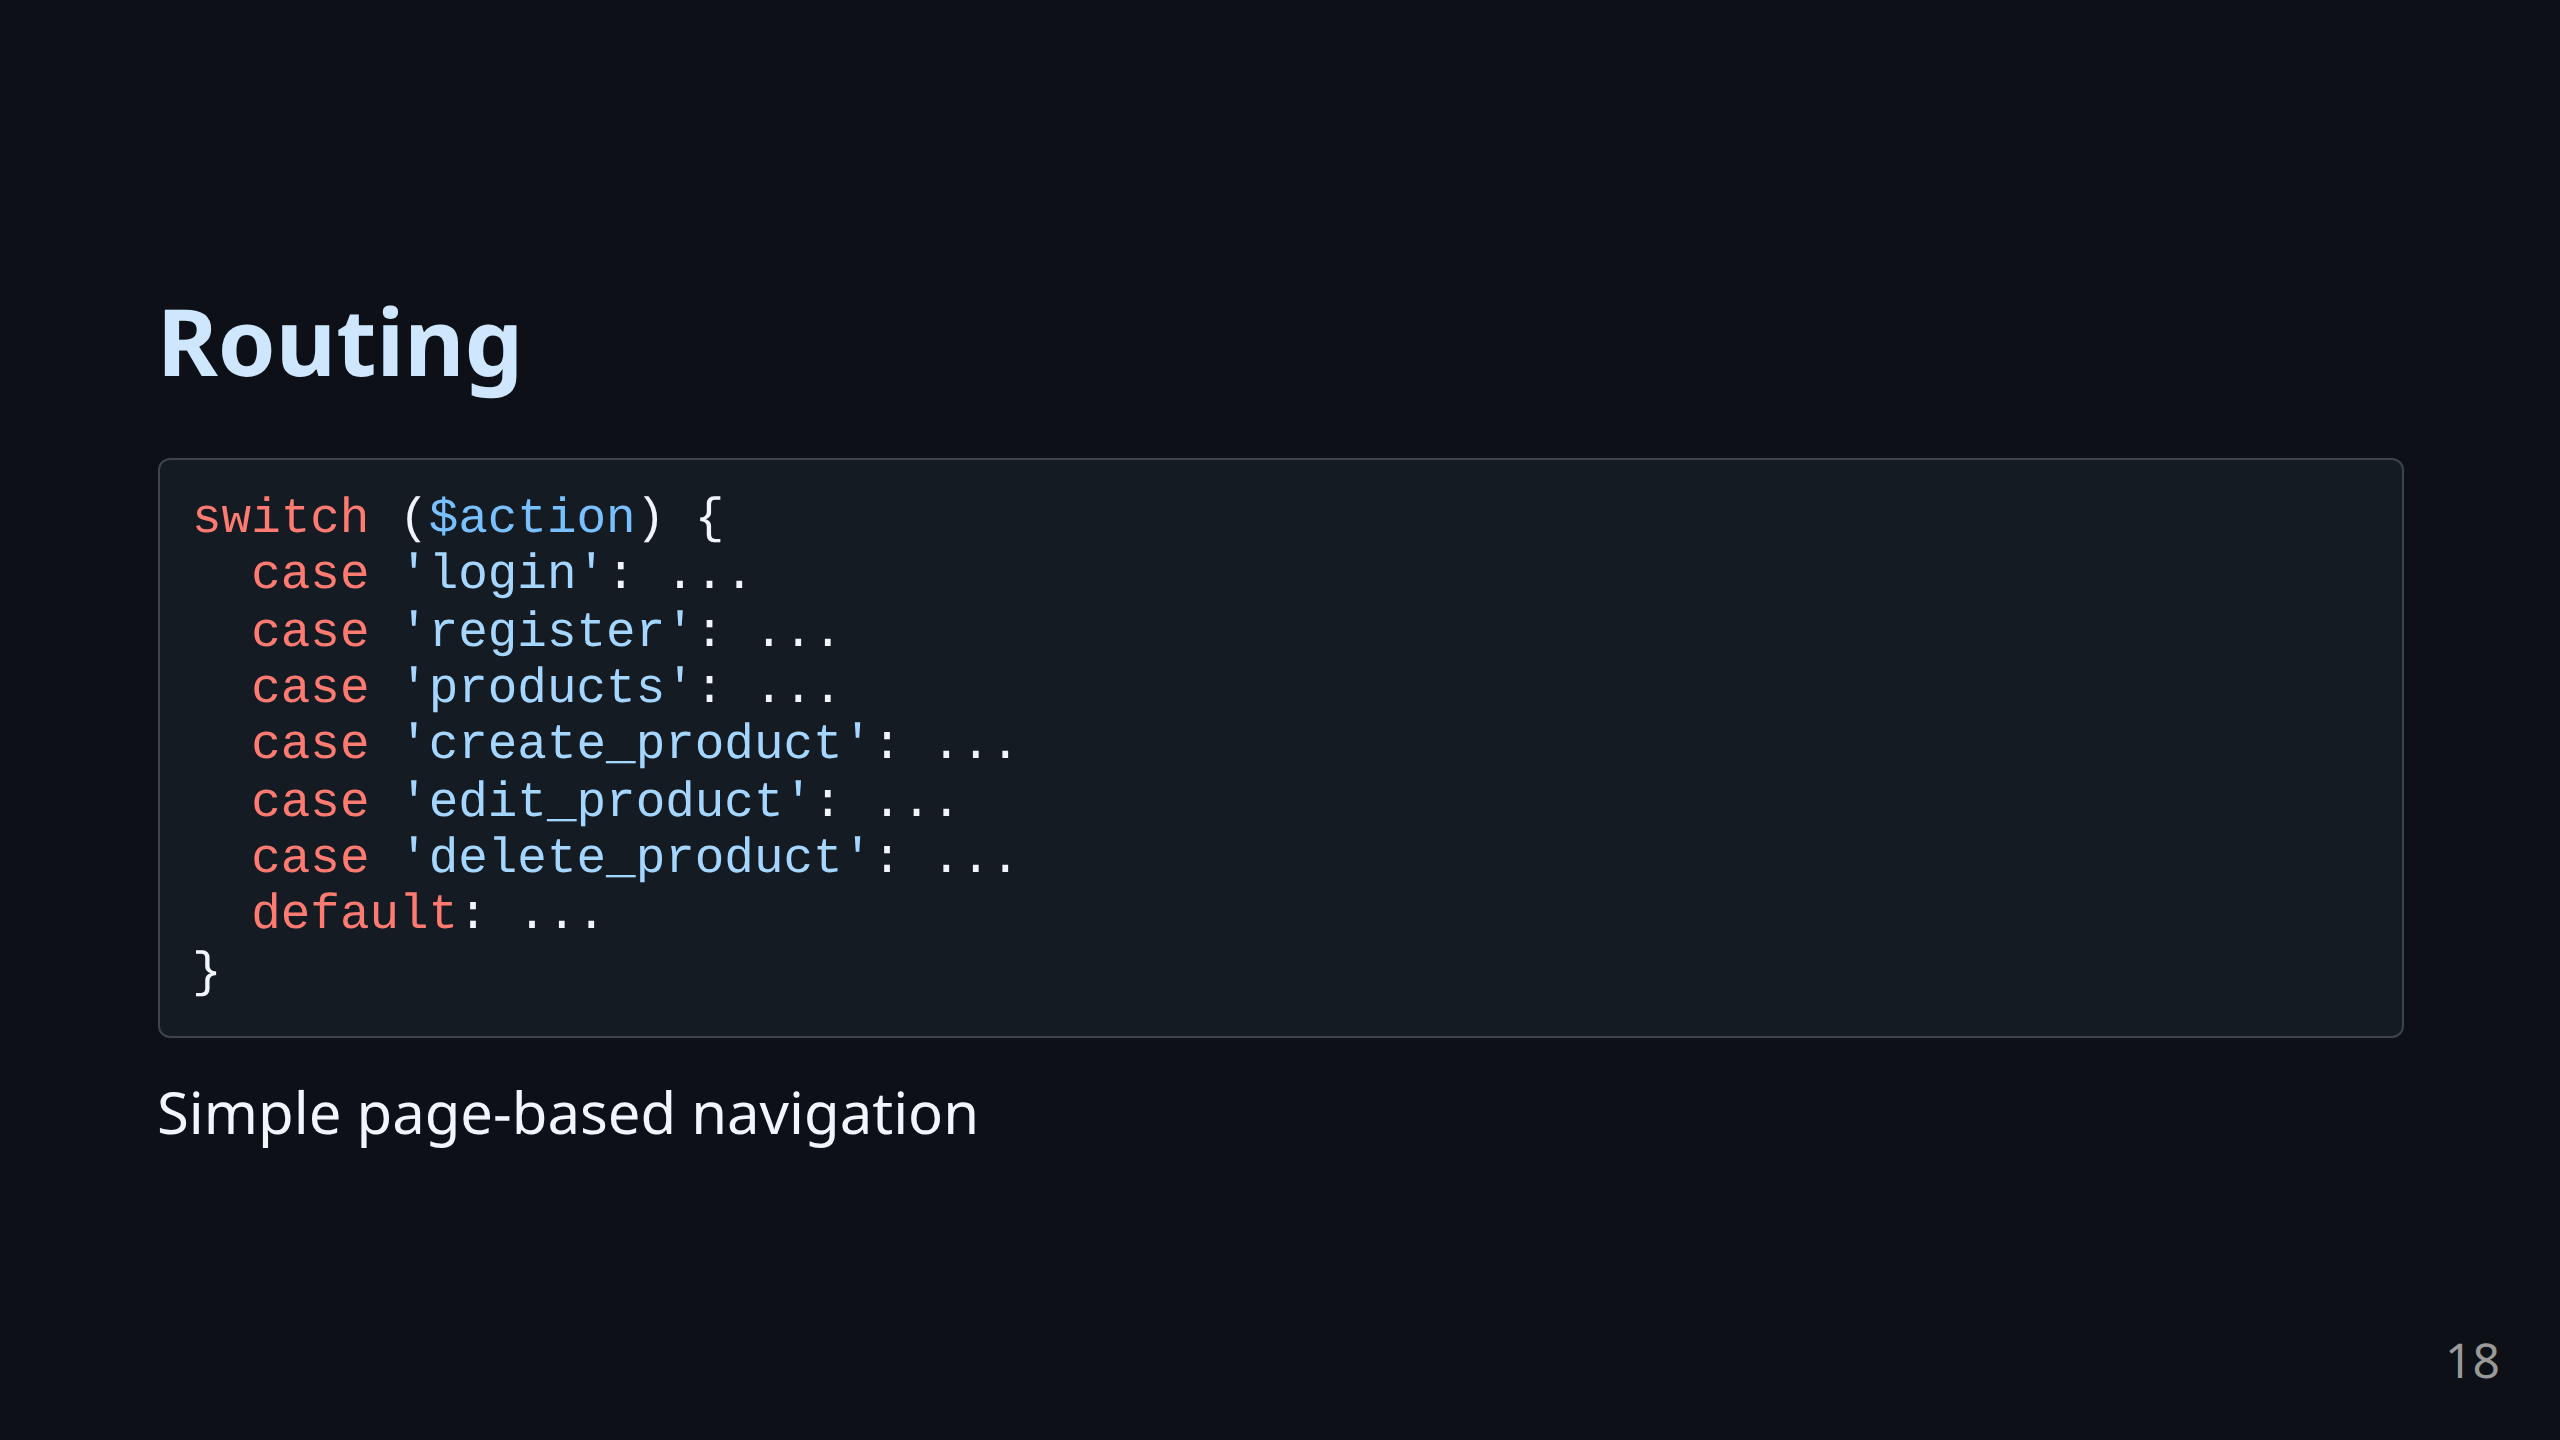 Routing
switch ($action) {
  case 'login': ...
  case 'register': ...
  case 'products': ...
  case 'create_product': ...
  case 'edit_product': ...
  case 'delete_product': ...
  default: ...
}
Simple page-based navigation
18